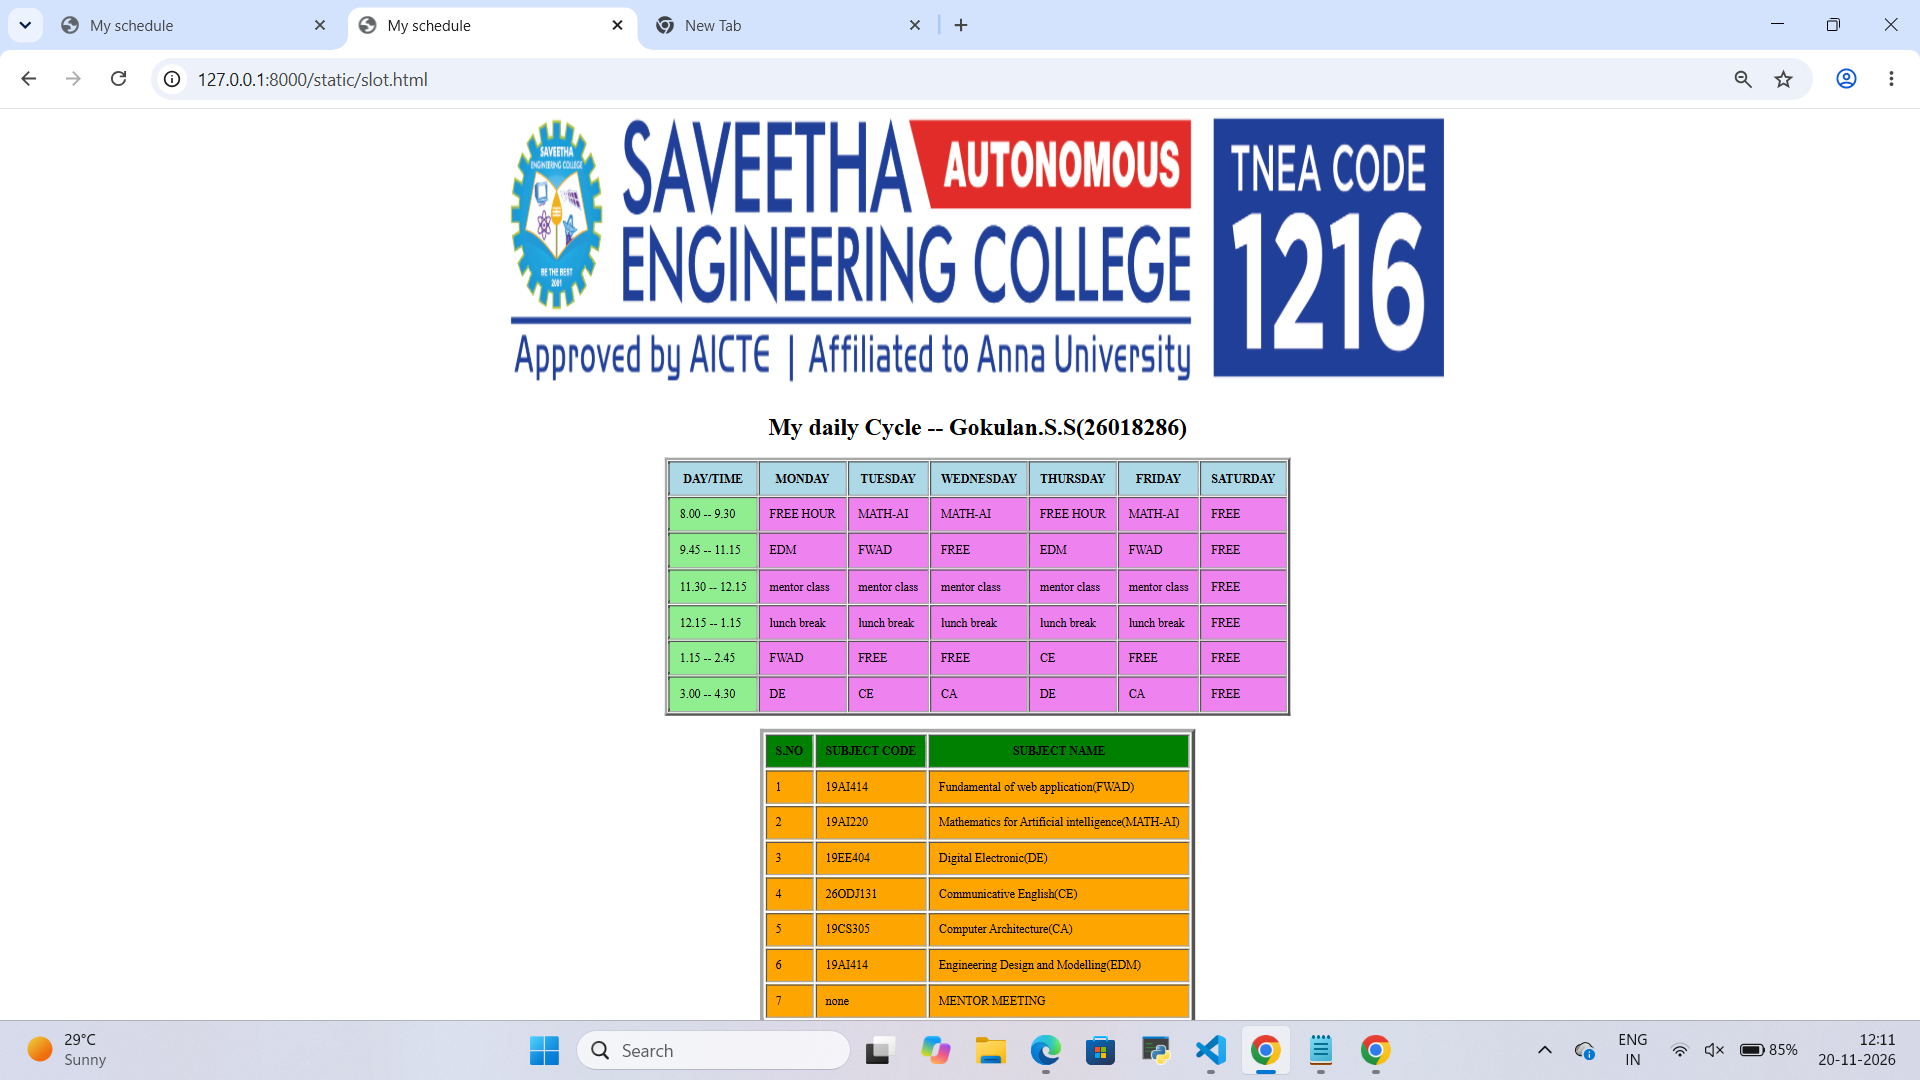 My schedule
My schedule
New Tab
127.0.0.1:8000/static/slot.html
SAVEETHA
ENGINEERING COLLEGE
BE THE BEST
2001
SAVEETHA AUTONOMOUS
ENGINEERING COLLEGE
Approved by AICTE | Affiliated to Anna University
TNEA CODE
1216
My daily Cycle -- Gokulan.S.S(26018286)
DAY/TIME MONDAY TUESDAY WEDNESDAY THURSDAY FRIDAY SATURDAY
8.00 -- 9.30 FREE HOUR MATH-AI MATH-AI FREE HOUR MATH-AI FREE
9.45 -- 11.15 EDM FWAD FREE EDM FWAD FREE
11.30 -- 12.15 mentor class mentor class mentor class mentor class mentor class FREE
12.15 -- 1.15 lunch break lunch break lunch break lunch break lunch break FREE
1.15 -- 2.45 FWAD FREE FREE CE FREE FREE
3.00 -- 4.30 DE CE CA DE CA FREE
S.NO SUBJECT CODE SUBJECT NAME
1 19AI414 Fundamental of web application(FWAD)
2 19AI220 Mathematics for Artificial intelligence(MATH-AI)
3 19EE404 Digital Electronic(DE)
4 26ODJ131 Communicative English(CE)
5 19CS305 Computer Architecture(CA)
6 19AI414 Engineering Design and Modelling(EDM)
7 none MENTOR MEETING
29°C
Sunny
Search
ENG
IN
85%
12:11
20-11-2026